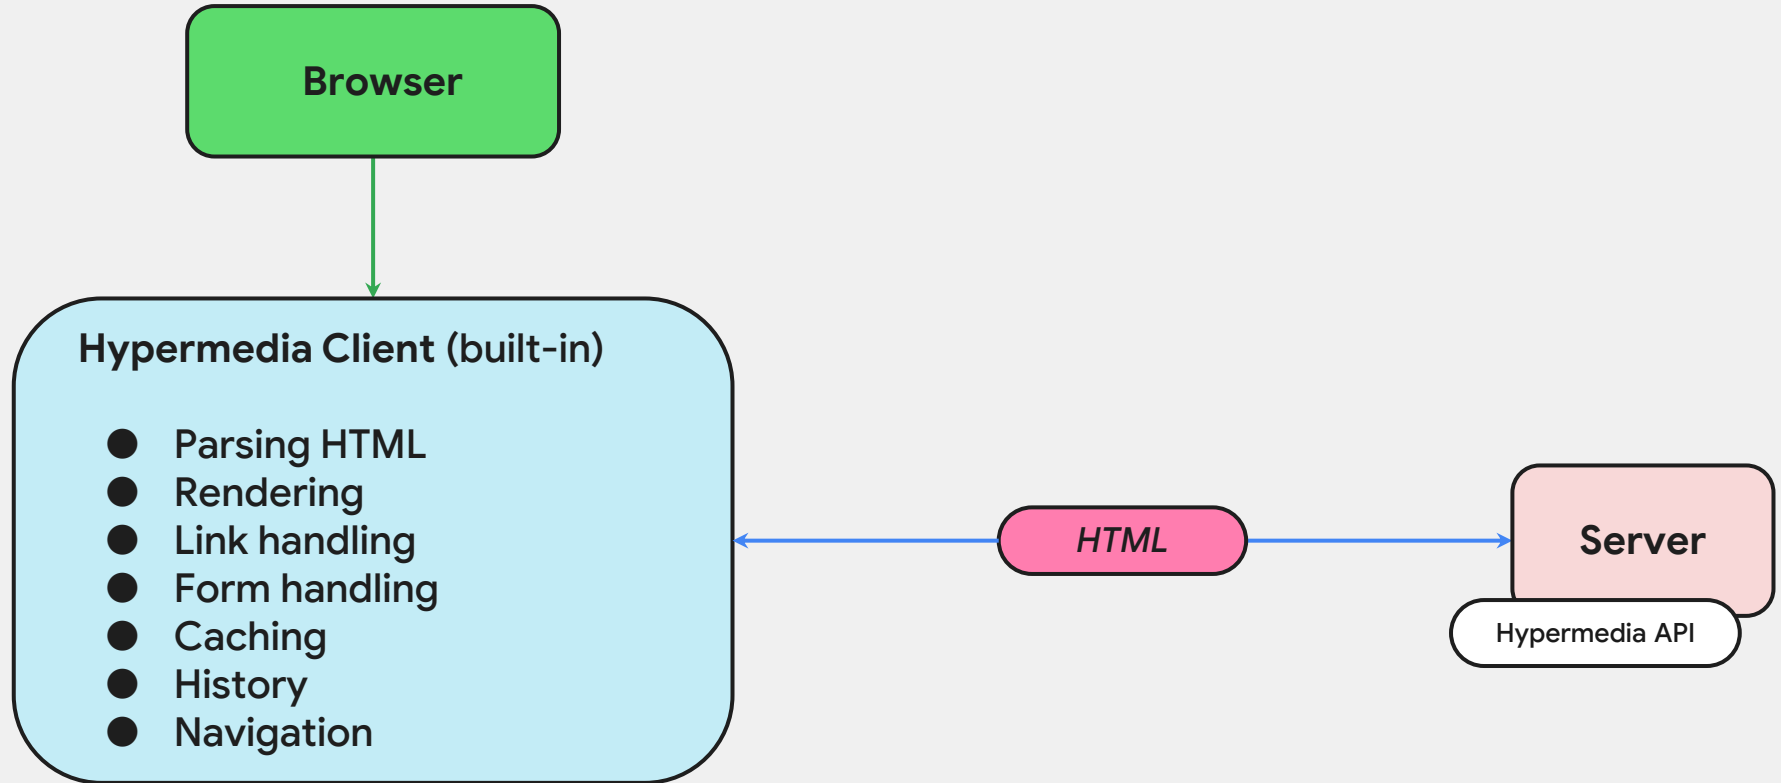 Browser
Hypermedia Client (built-in)
● Parsing HTML
● Rendering
● Link handling
● Form handling
● Caching
● History
● Navigation
HTML
Server
Hypermedia API